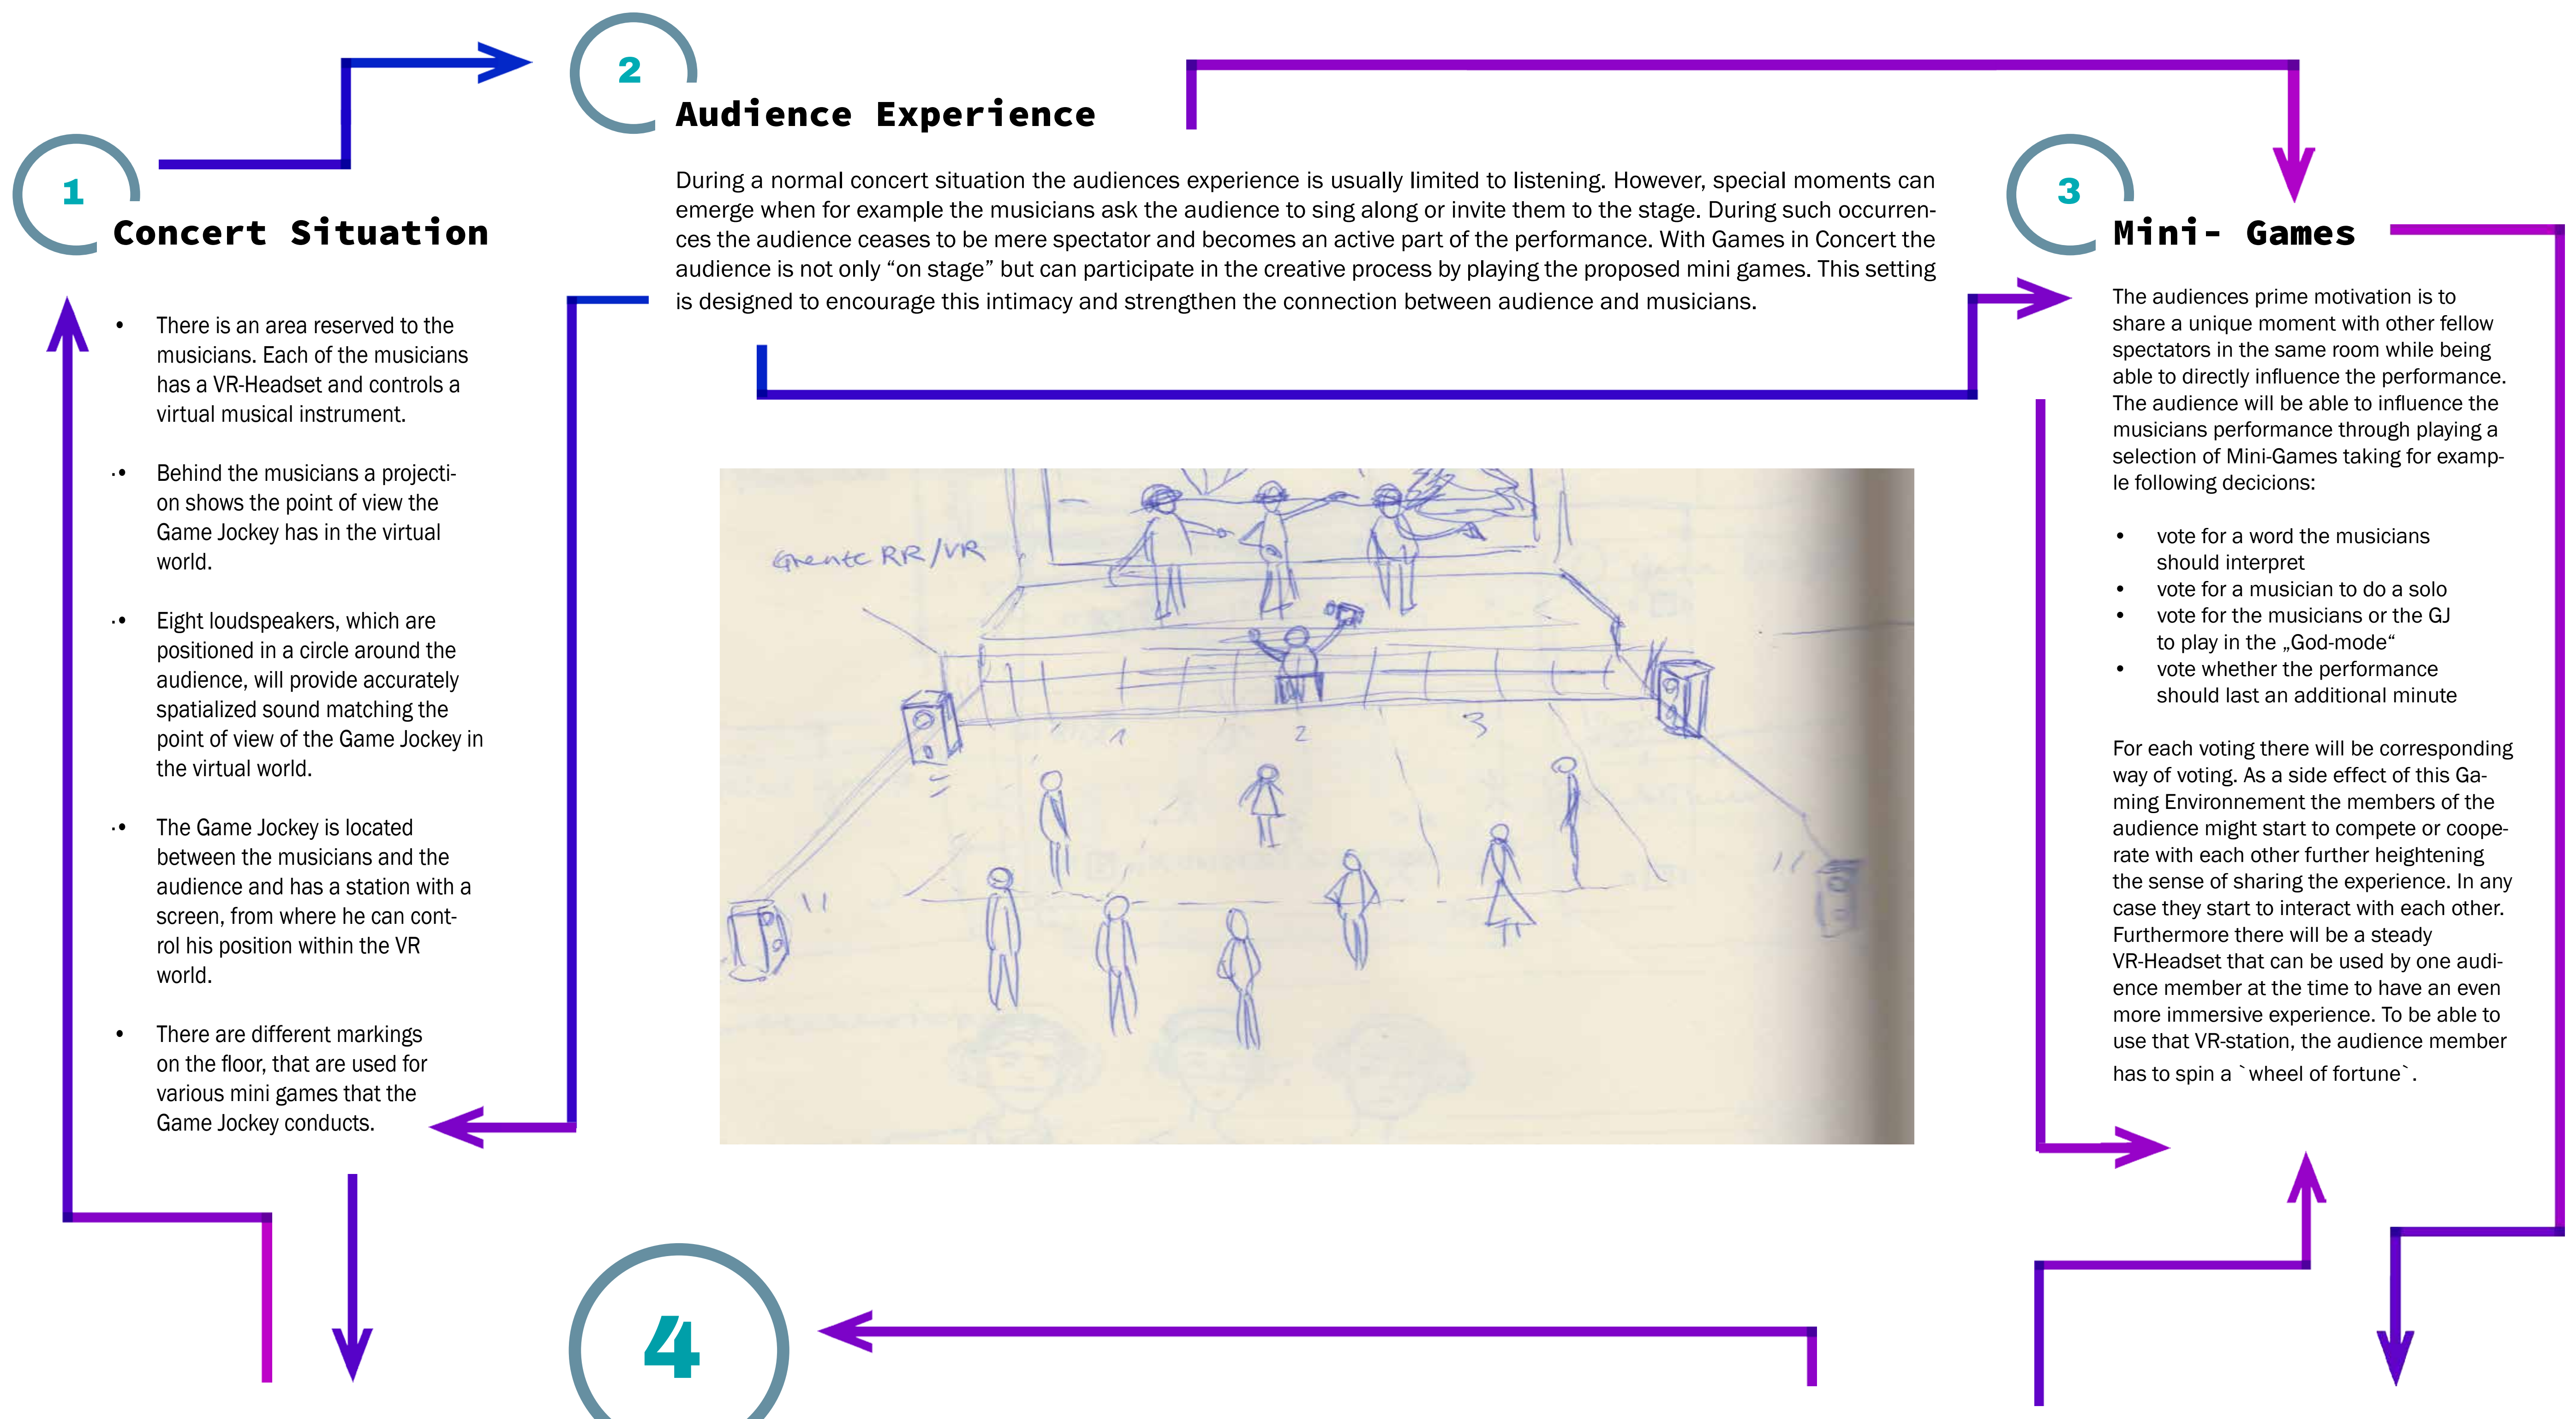 1
Concert Situation
• There is an area reserved to the
musicians. Each of the musicians
has a VR-Headset and controls a
virtual musical instrument.
.• Behind the musicians a projecti-
on shows the point of view the
Game Jockey has in the virtual
world.
.• Eight loudspeakers, which are
positioned in a circle around the
audience, will provide accurately
spatialized sound matching the
point of view of the Game Jockey in
the virtual world.
.• The Game Jockey is located
between the musicians and the
audience and has a station with a
screen, from where he can cont-
rol his position within the VR
world.
• There are different markings
on the floor, that are used for
various mini games that the
Game Jockey conducts.
2
Audience Experience
During a normal concert situation the audiences experience is usually limited to listening. However, special moments can
emerge when for example the musicians ask the audience to sing along or invite them to the stage. During such occurren-
ces the audience ceases to be mere spectator and becomes an active part of the performance. With Games in Concert the
audience is not only “on stage” but can participate in the creative process by playing the proposed mini games. This setting
is designed to encourage this intimacy and strengthen the connection between audience and musicians.
RR/VR
1 2 3
3
Mini- Games
The audiences prime motivation is to
share a unique moment with other fellow
spectators in the same room while being
able to directly influence the performance.
The audience will be able to influence the
musicians performance through playing a
selection of Mini-Games taking for examp-
le following decicions:
• vote for a word the musicians
should interpret
• vote for a musician to do a solo
• vote for the musicians or the GJ
to play in the „God-mode“
• vote whether the performance
should last an additional minute
For each voting there will be corresponding
way of voting. As a side effect of this Ga-
ming Environnement the members of the
audience might start to compete or coope-
rate with each other further heightening
the sense of sharing the experience. In any
case they start to interact with each other.
Furthermore there will be a steady
VR-Headset that can be used by one audi-
ence member at the time to have an even
more immersive experience. To be able to
use that VR-station, the audience member
has to spin a `wheel of fortune`.
4